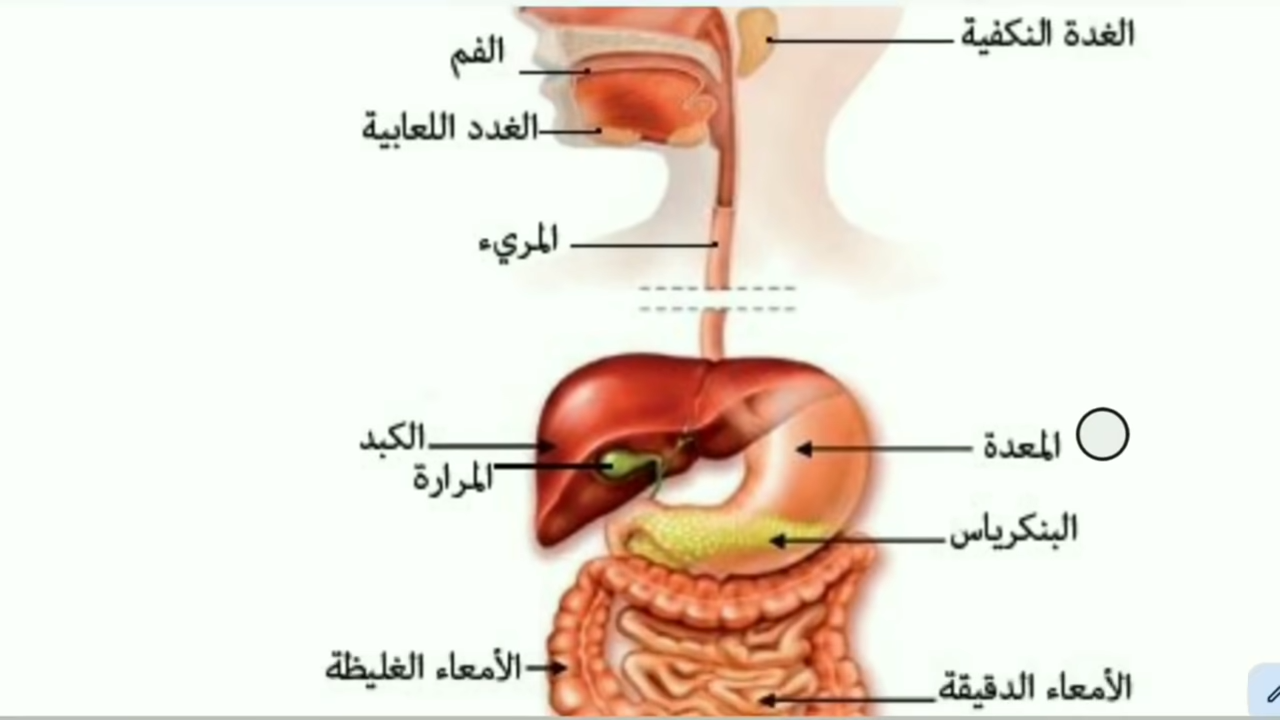 الغدة النكفية
الفم
الغدد اللعابية
المريء
الكبد
المعدة
المرارة
البنكرياس
الأمعاء الغليظة
الأمعاء الدقيقة